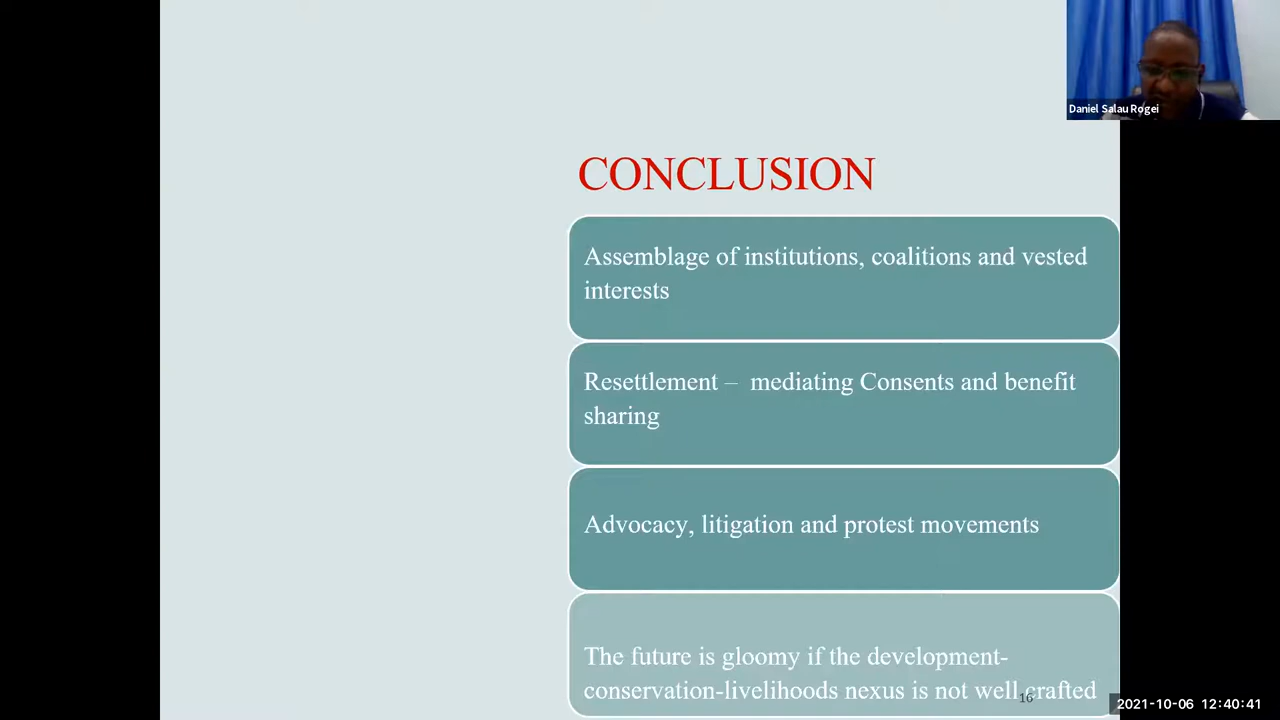 Daniel Salau Rogei
CONCLUSION
Assemblage of institutions, coalitions and vested
interests
Resettlement – mediating Consents and benefit
sharing
Advocacy, litigation and protest movements
The future is gloomy if the development-
conservation-livelihoods nexus is not well crafted
16
2021-10-06 12:40:41